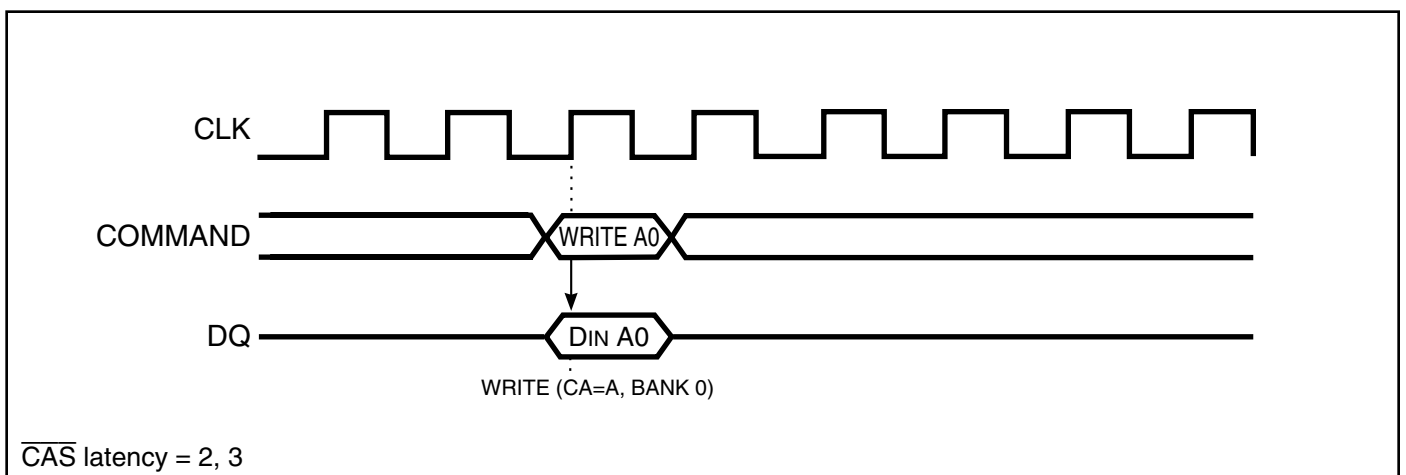 CLK
COMMAND
WRITE A0
DQ
DIN A0
WRITE (CA=A, BANK 0)
CAS latency = 2, 3